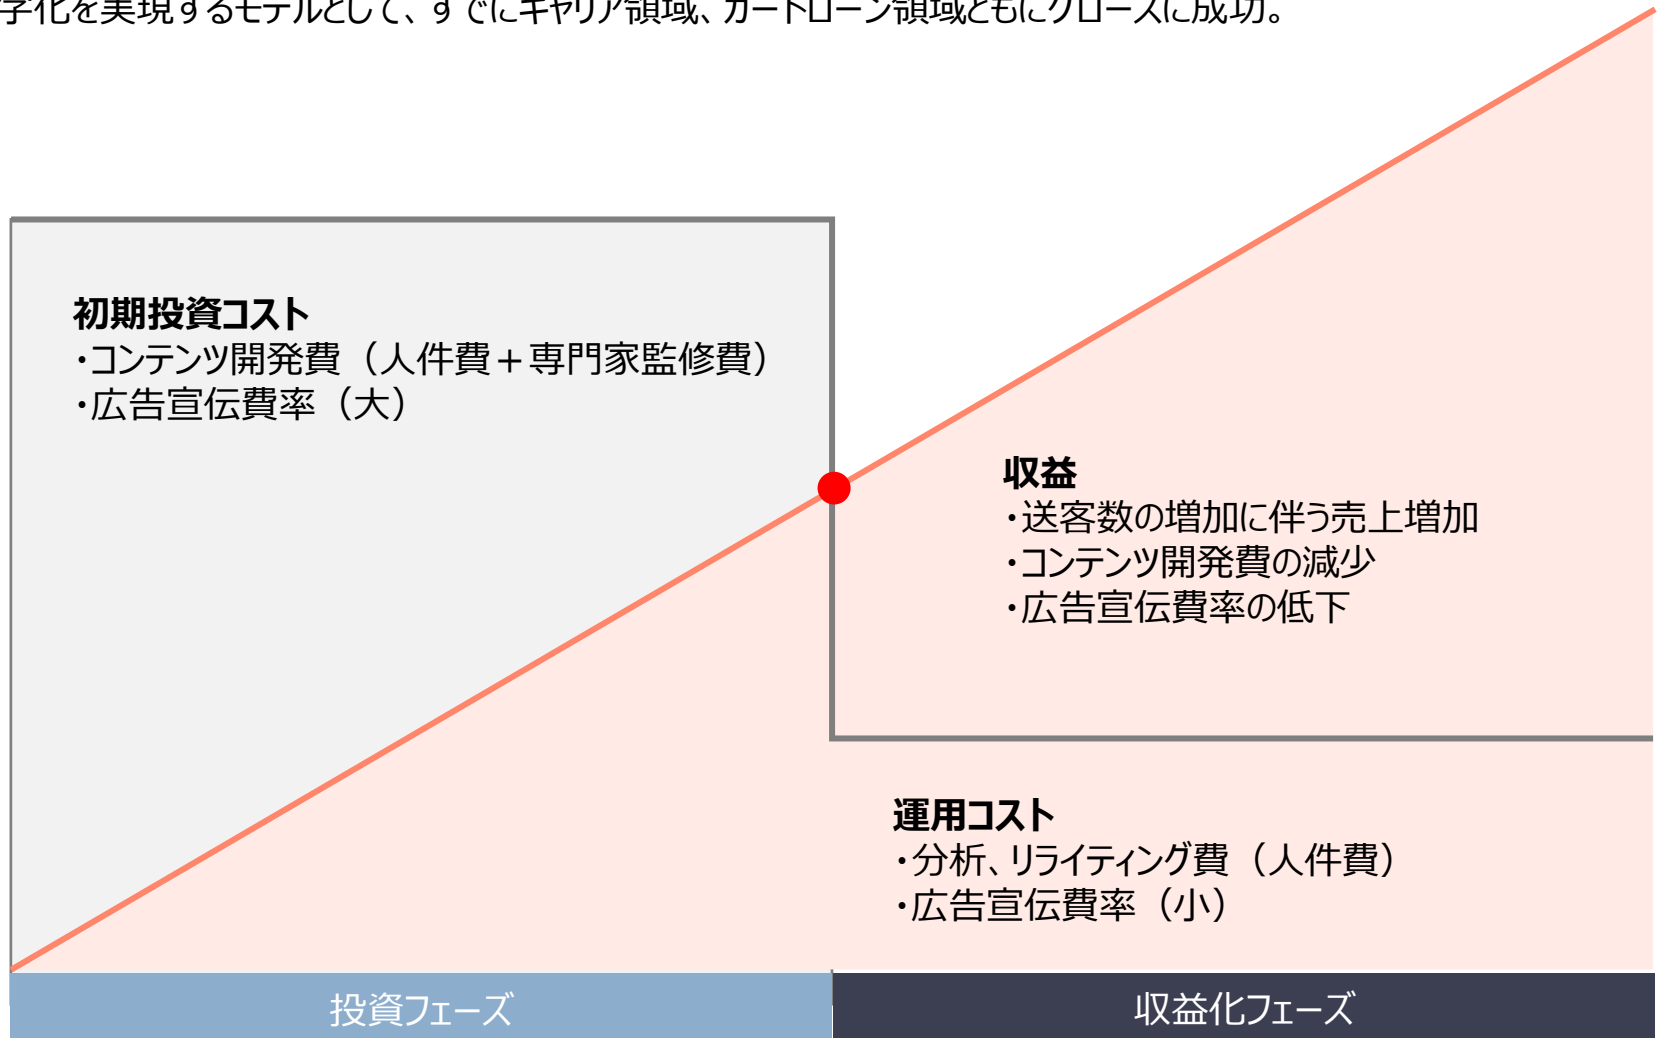 字化を実現するモデルとして、すでにキャリア領域、カードローン領域ともにクローズに成功。
初期投資コスト
・コンテンツ開発費（人件費＋専門家監修費）
・広告宣伝費率（大）
収益
・送客数の増加に伴う売上増加
・コンテンツ開発費の減少
・広告宣伝費率の低下
運用コスト
・分析、リライティング費（人件費）
・広告宣伝費率（小）
投資フェーズ
収益化フェーズ